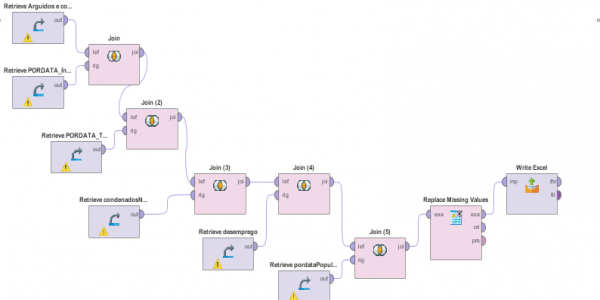 Retrieve Arguidos e co...
out
Join
lef
rig
joi
Retrieve PORDATA_In...
out
Join (2)
lef
rig
joi
Retrieve PORDATA_T...
out
Join (3)
lef
rig
joi
Join (4)
lef
rig
joi
Retrieve condenadosN...
out
Retrieve desemprego
out
Join (5)
lef
rig
joi
Retrieve pordataPopul...
out
Replace Missing Values
exa
exa
ori
pre
Write Excel
inp
thr
fil